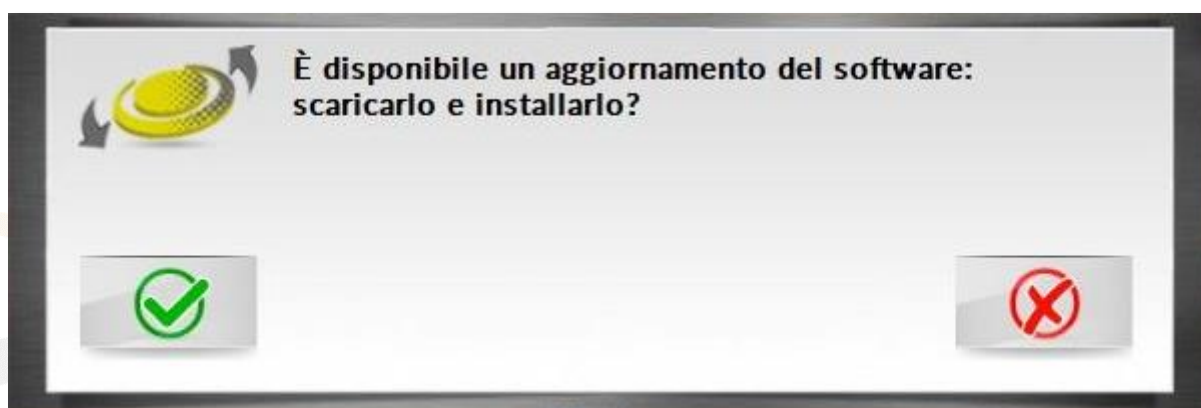 È disponibile un aggiornamento del software:
scaricarlo e installarlo?